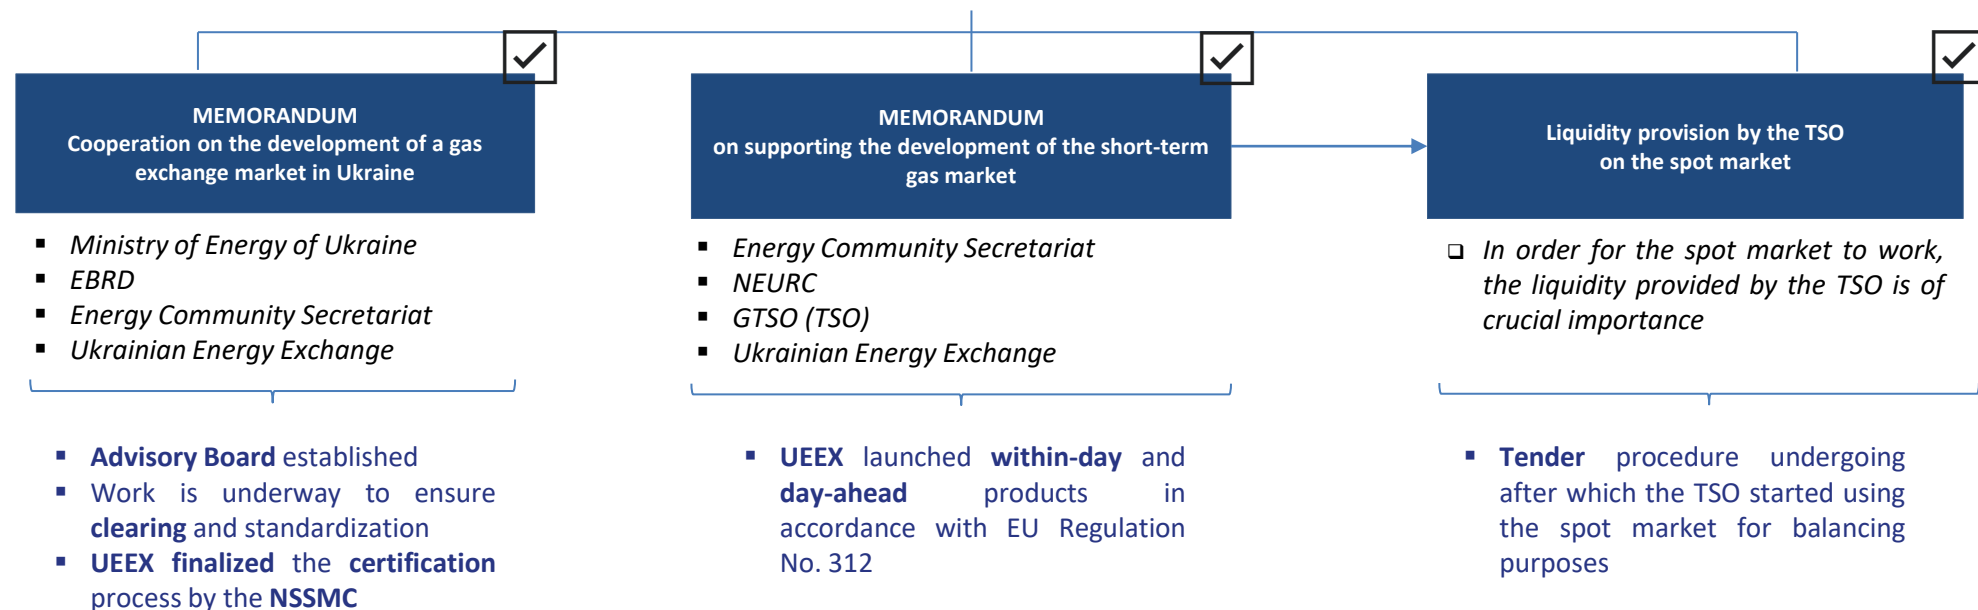 MEMORANDUM
Cooperation on the development of a gas
exchange market in Ukraine
▪ Ministry of Energy of Ukraine
▪ EBRD
▪ Energy Community Secretariat
▪ Ukrainian Energy Exchange
▪ Advisory Board established
▪ Work is underway to ensure
clearing and standardization
▪ UEEX finalized the certification
process by the NSSMC
MEMORANDUM
on supporting the development of the short-term
gas market
▪ Energy Community Secretariat
▪ NEURC
▪ GTSO (TSO)
▪ Ukrainian Energy Exchange
▪ UEEX launched within-day and
day-ahead products in
accordance with EU Regulation
No. 312
Liquidity provision by the TSO
on the spot market
❑ In order for the spot market to work,
the liquidity provided by the TSO is of
crucial importance
▪ Tender procedure undergoing
after which the TSO started using
the spot market for balancing
purposes